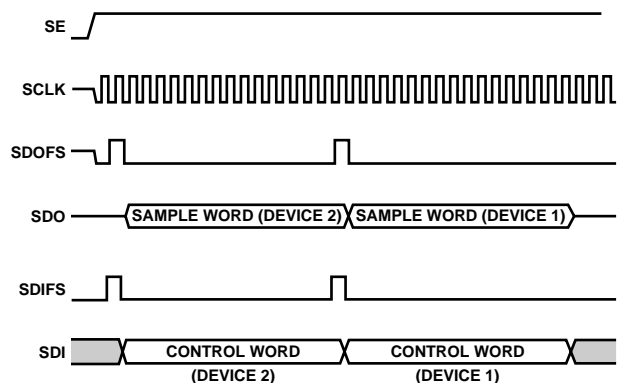 SE
SCLK
SDOFS
SDO
SAMPLE WORD (DEVICE 2) SAMPLE WORD (DEVICE 1)
SDIFS
SDI
CONTROL WORD (DEVICE 2)
CONTROL WORD (DEVICE 1)